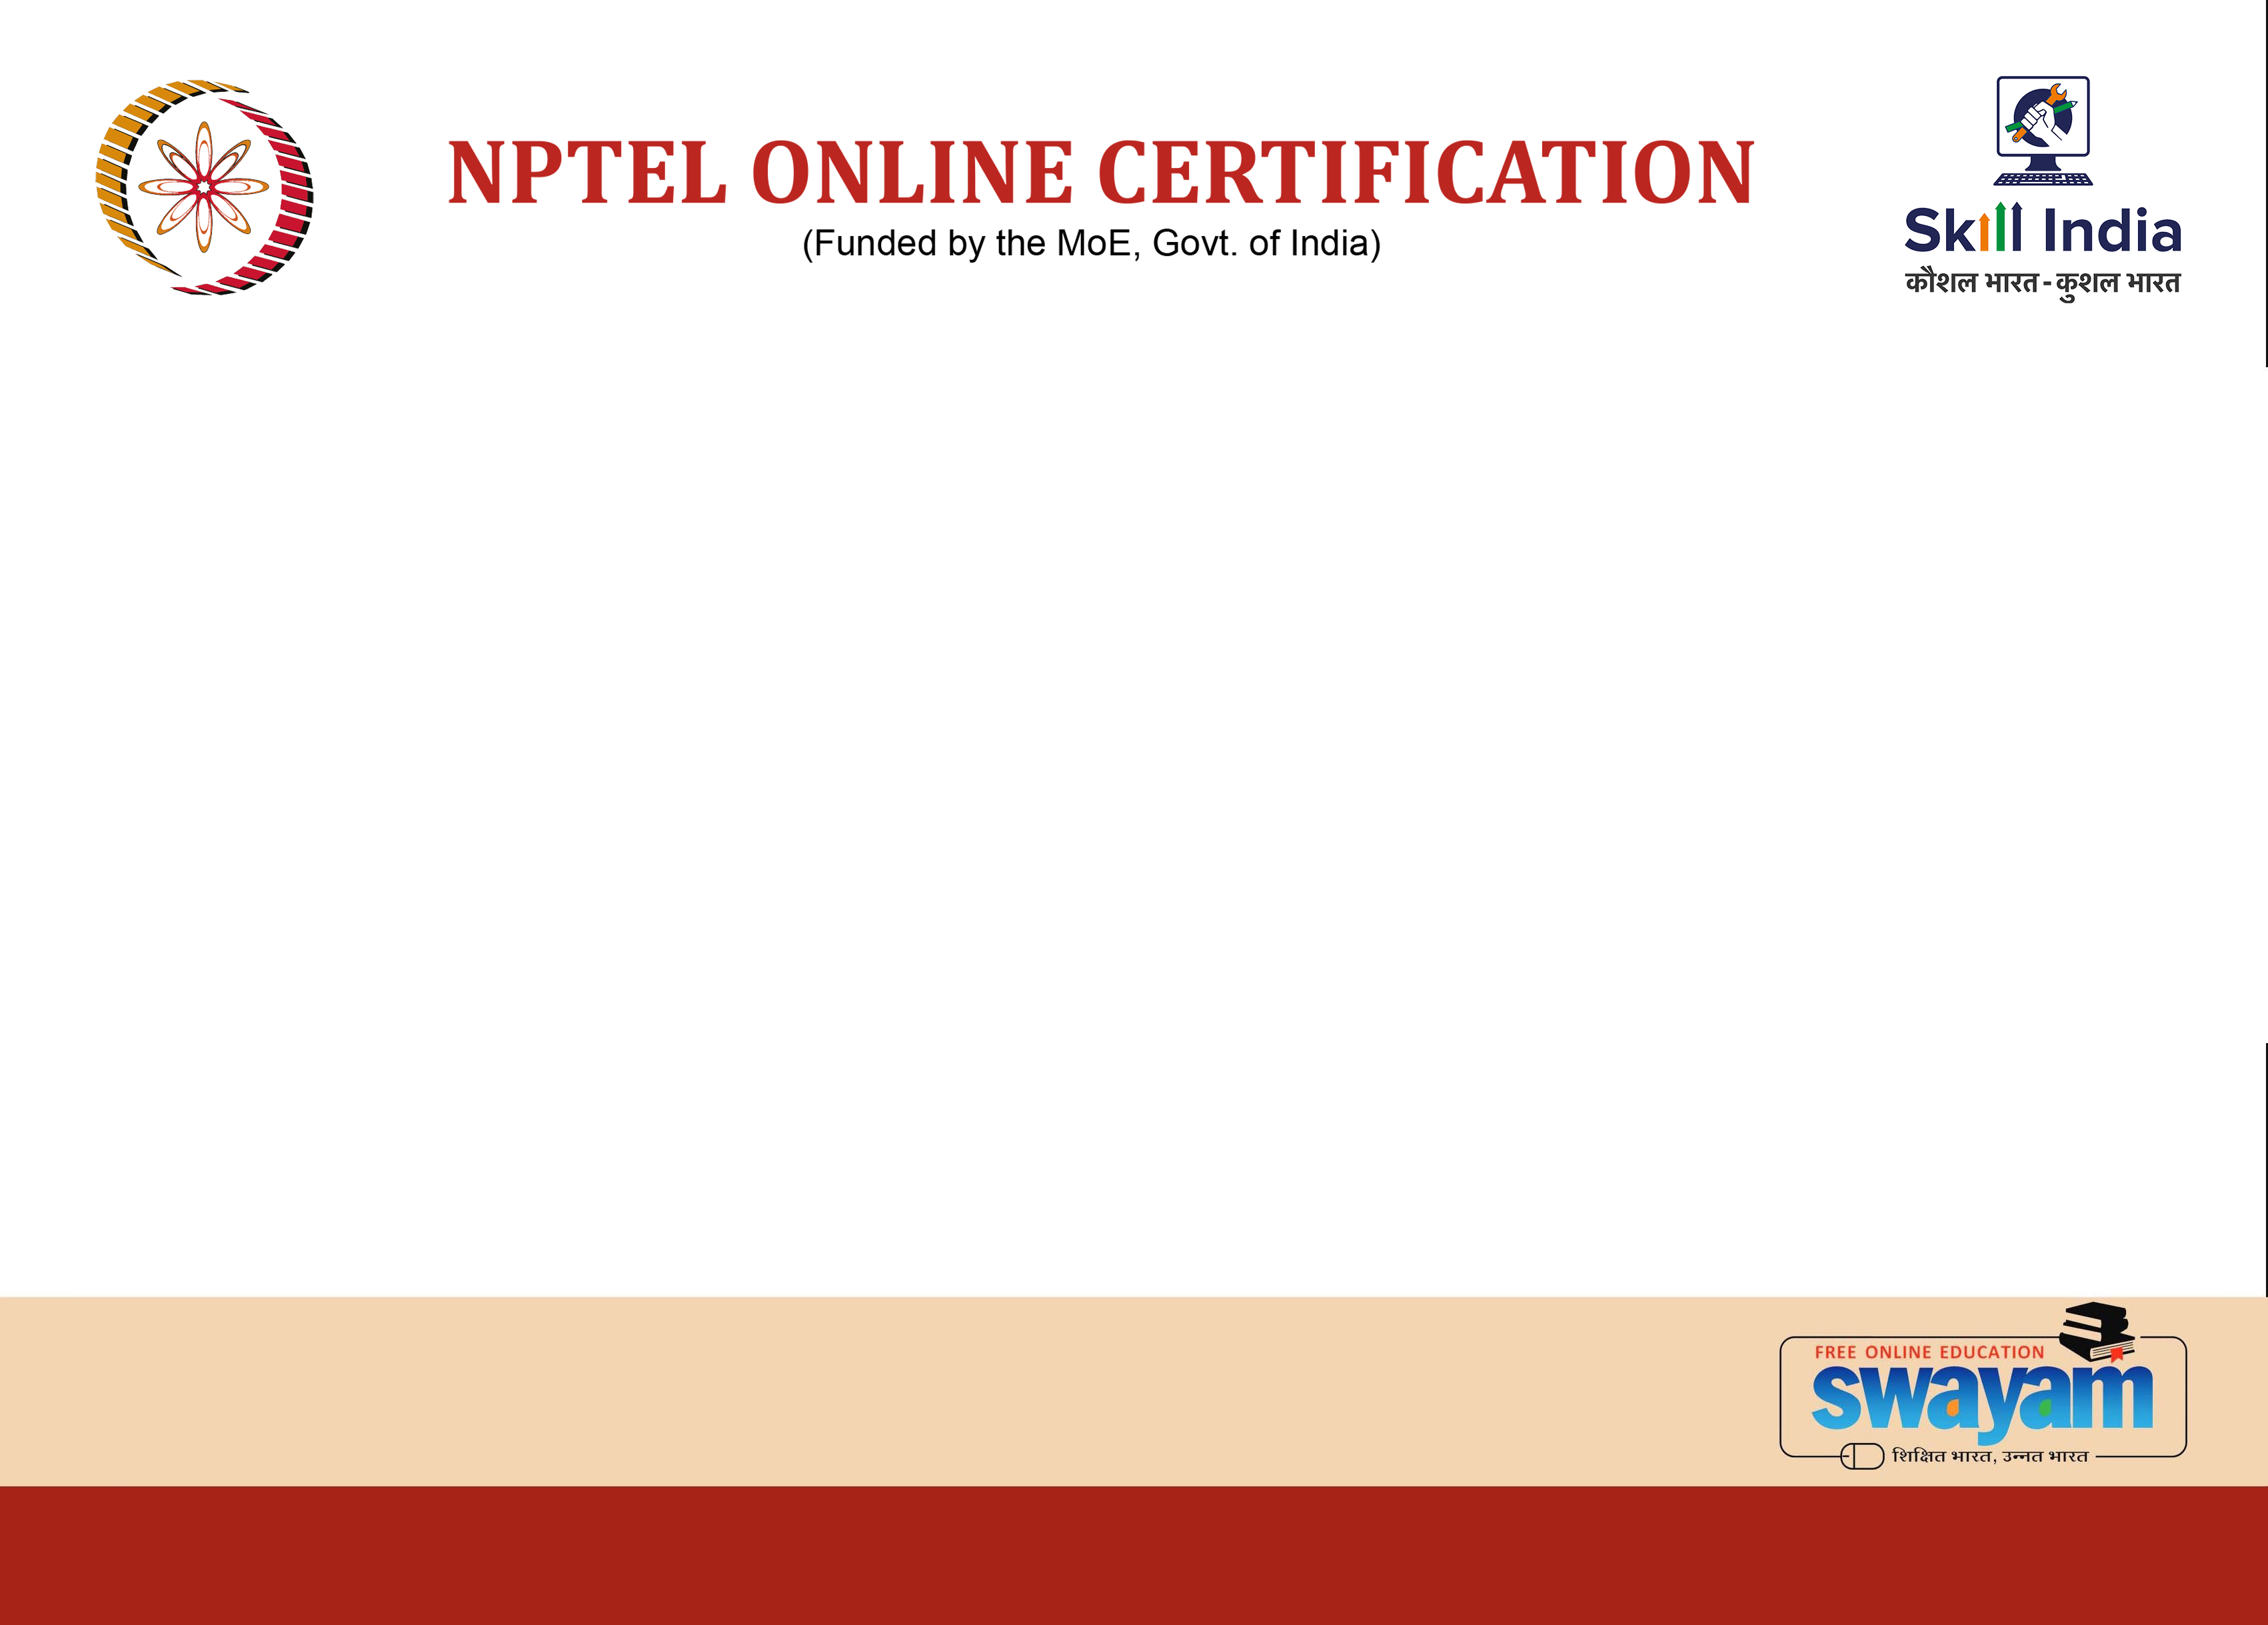 NPTEL ONLINE CERTIFICATION
(Funded by the MoE, Govt. of India)
Skill India
कौशल भारत - कुशल भारत
FREE ONLINE EDUCATION
swayam
शिक्षित भारत, उन्नत भारत